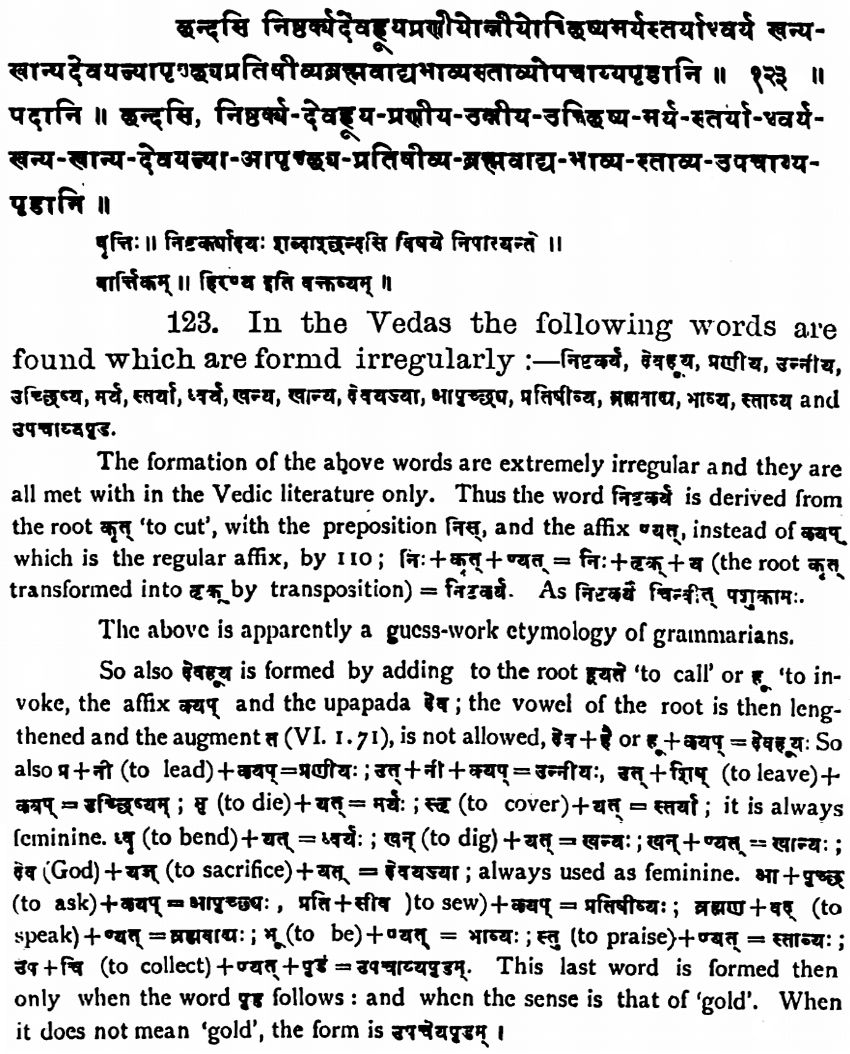 छन्दसि निष्टर्क्यदेवहूयप्रणीयोन्नीयोच्छिष्यमर्यस्तर्याध्वर्य खन्य-
खान्यदेवयज्यापृच्छ्यप्रतिषीव्यब्रह्मवाद्यभाव्यस्ताव्योपचाय्यपृडानि ॥ १२३ ॥
पदानि ॥ छन्दसि, निष्टर्क्य-देवहूय-प्रणीय-उन्नीय-उच्छिष्य-मर्य-स्तर्या-ध्वर्य-
खन्य-खान्य-देवयज्या-आपृच्छ्य-प्रतिषीव्य-ब्रह्मवाद्य-भाव्य-स्ताव्य-उपचाय्य-
पृडानि ॥
वृत्तिः ॥ निष्टर्क्यादयः शब्दाश्छन्दसि विषये निपात्यन्ते ॥
वार्त्तिकम् ॥ हिरण्य इति वक्तव्यम् ॥
123. In the Vedas the following words are
found which are formd irregularly :—निष्टर्क्य, देवहूय, प्रणीय, उन्नीय,
उच्छिष्य, मर्य, स्तर्या, ध्वर्य, खन्य, खान्य, देवयज्या, आपृच्छ्य, प्रतिषीव्य, ब्रह्मवाद्य, भाव्य, स्ताव्य and
उपचाय्यपृड.
The formation of the above words are extremely irregular and they are
all met with in the Vedic literature only. Thus the word निष्टर्क्य is derived from
the root कृत् 'to cut', with the preposition निस्, and the affix ण्यत्, instead of क्यप्
which is the regular affix, by 110; निः+कृत्+ण्यत् = निः+टृक्+य (the root कृत्
transformed into टृक् by transposition) = निष्टर्क्य. As निष्टर्क्य चिन्वीत् पशुकामः.
The above is apparently a guess-work etymology of grammarians.
So also देवहूय is formed by adding to the root ह्वयते 'to call' or हू 'to in-
voke, the affix क्यप् and the upapada देव; the vowel of the root is then leng-
thened and the augment त (VI. 1. 71), is not allowed, देव+ह्वै or हू+क्यप्=देवहूयः So
also प्र+नी (to lead)+क्यप्=प्रणीयः; उत्+नी+क्यप्=उन्नीयः, उत्+शिष् (to leave)+
क्यप्=उच्छिष्यम्; मृ (to die)+यत्=मर्यः; स्तृ (to cover)+यत्=स्तर्या; it is always
feminine. ध्वृ (to bend)+यत्=ध्वर्यः; खन् (to dig)+यत्=खन्यः; खन्+ण्यत्=खान्यः;
देव (God)+यज् (to sacrifice)+यत् = देवयज्या; always used as feminine. आ+पृच्छ
(to ask)+क्यप्=आपृच्छ्यः, प्रति+सीव )to sew)+क्यप्=प्रतिषीव्यः; ब्रह्मण+वद् (to
speak)+ण्यत्=ब्रह्मवाद्यः; भू (to be)+ण्यत् = भाव्यः; स्तु (to praise)+ण्यत् = स्ताव्यः;
उप+चि (to collect)+ण्यत्+पृडं=उपचाय्यपृडम्. This last word is formed then
only when the word पृड follows: and when the sense is that of 'gold'. When
it does not mean 'gold', the form is उपचेयपृडम् ।